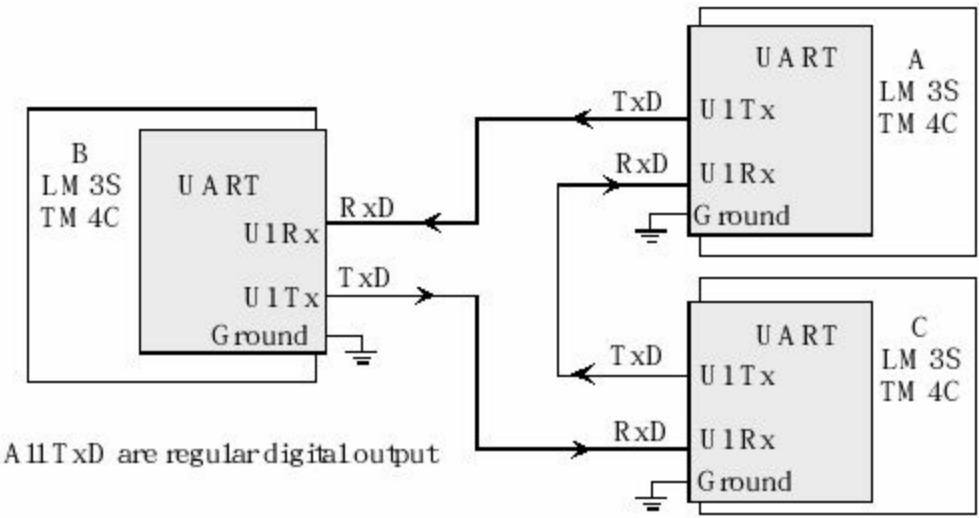 B
LM3S
TM4C
UART
U1Rx
U1Tx
Ground
RxD
TxD
TxD
RxD
UART
U1Tx
U1Rx
Ground
A
LM3S
TM4C
TxD
RxD
UART
U1Tx
U1Rx
Ground
C
LM3S
TM4C
All TxD are regular digital output